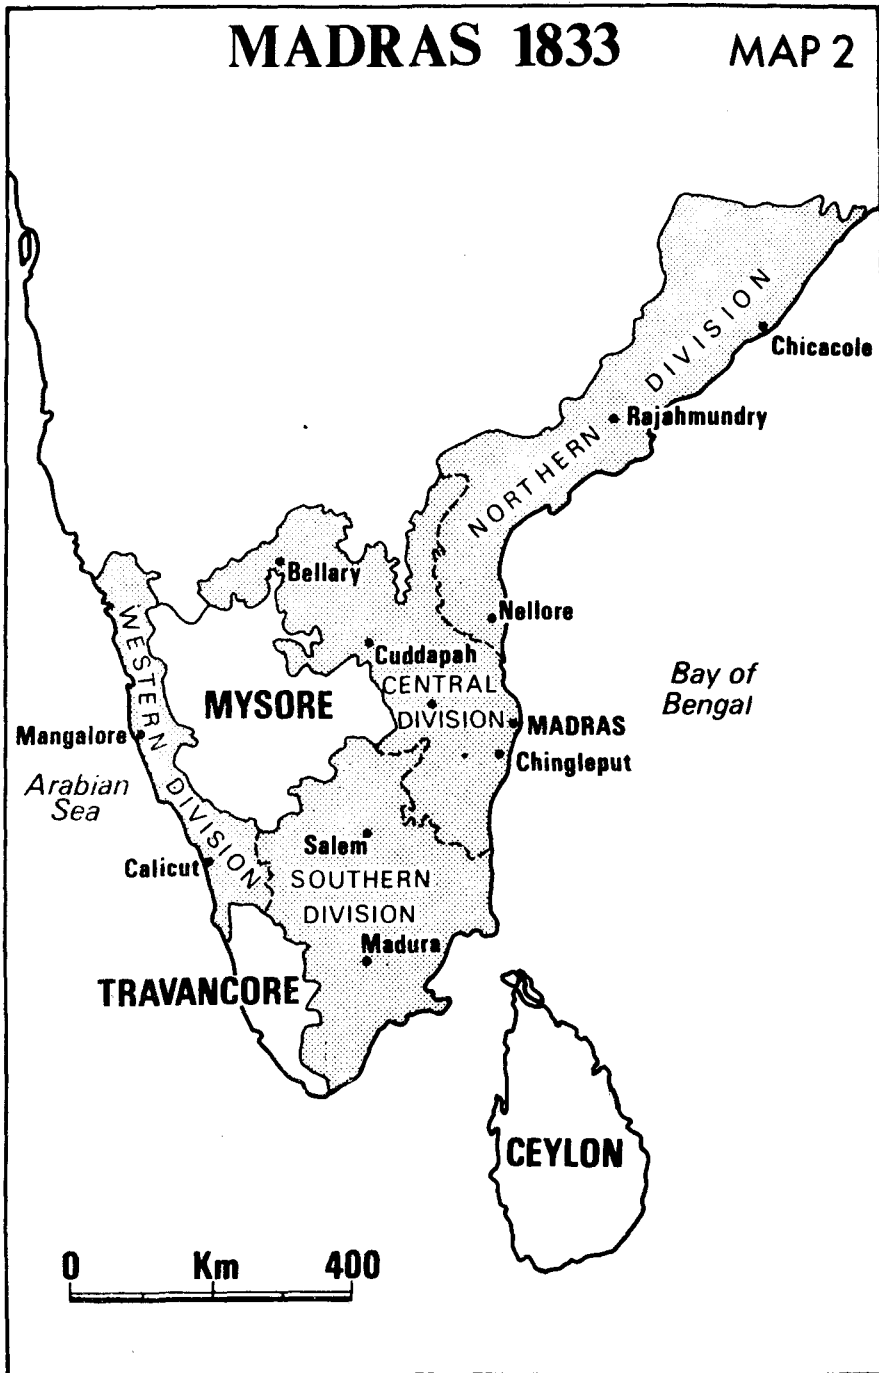 MADRAS 1833
MAP 2
NORTHERN DIVISION
Chicacole
Rajahmundry
Bellary
Nellore
Cuddapah
WESTERN DIVISION
CENTRAL
DIVISION
MYSORE
MADRAS
Bay of
Bengal
Mangalore
Chingleput
Arabian
Sea
Salem
Calicut
SOUTHERN
DIVISION
Madura
TRAVANCORE
CEYLON
0 Km 400